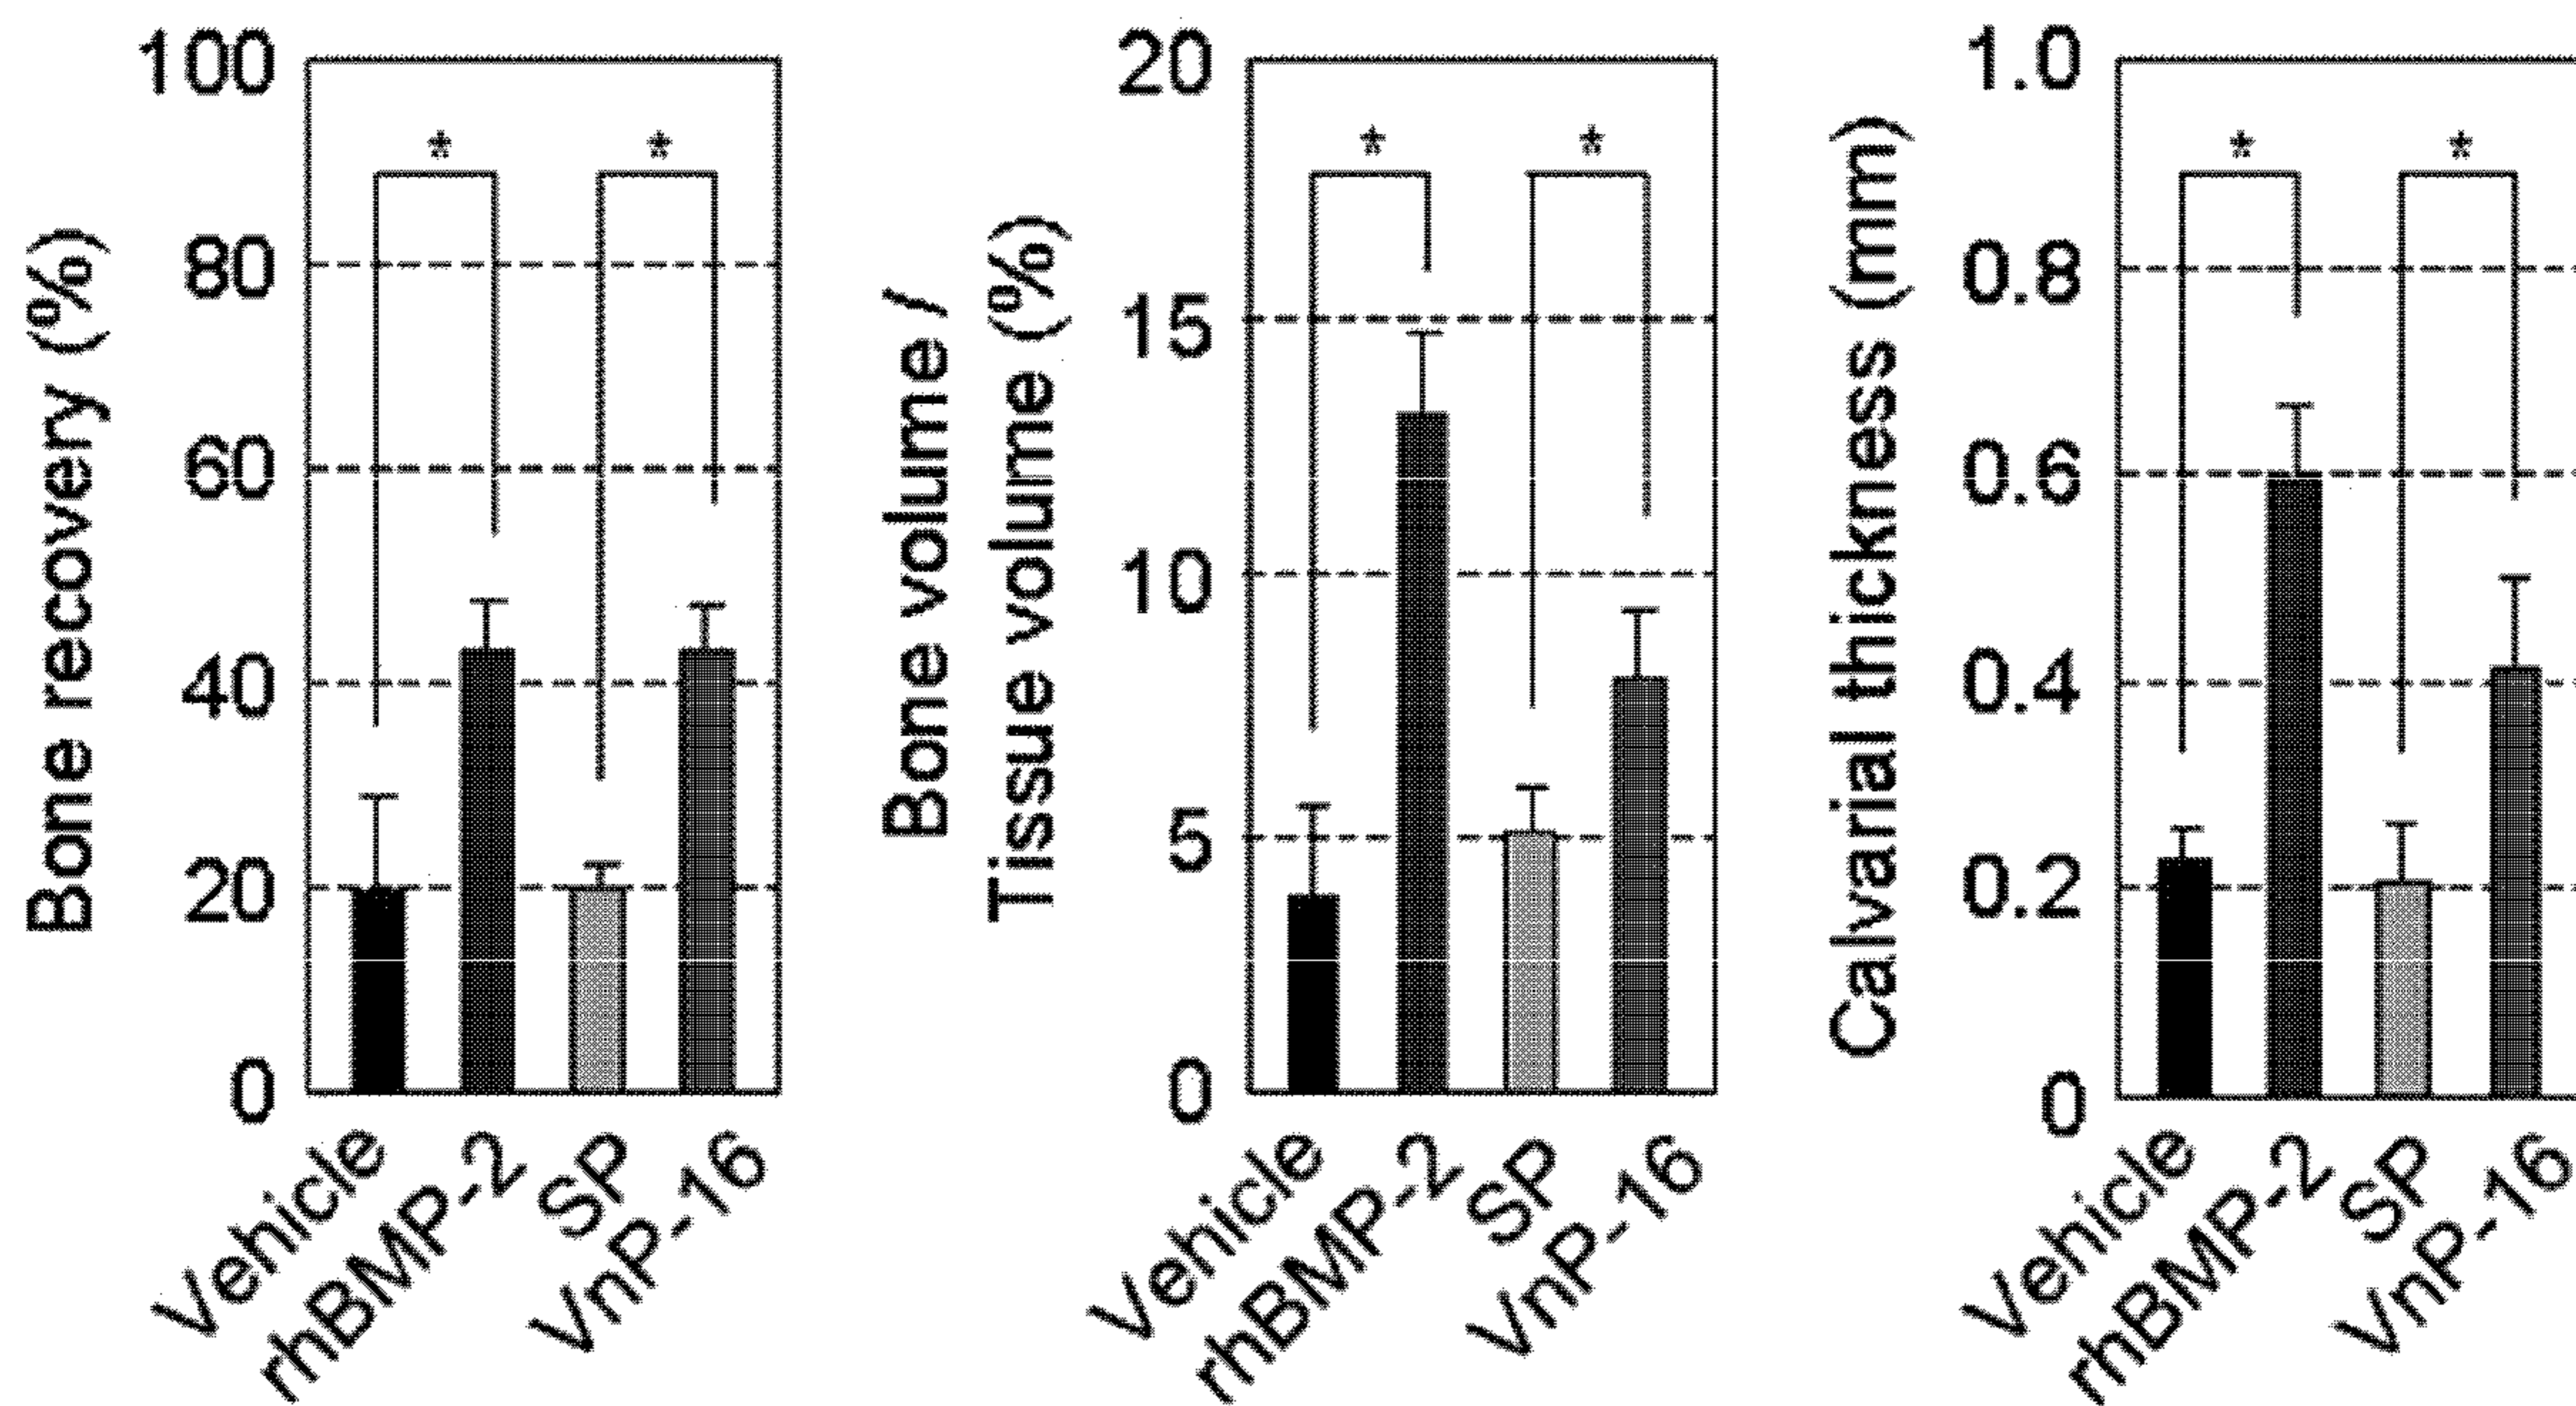 Bone recovery (%)
100
80
60
40
20
0
*
*
Vehicle
rhBMP-2
SP
VnP-16
Bone volume /
Tissue volume (%)
20
15
10
5
0
*
*
Vehicle
rhBMP-2
SP
VnP-16
Calvarial thickness (mm)
1.0
0.8
0.6
0.4
0.2
0
*
*
Vehicle
rhBMP-2
SP
VnP-16